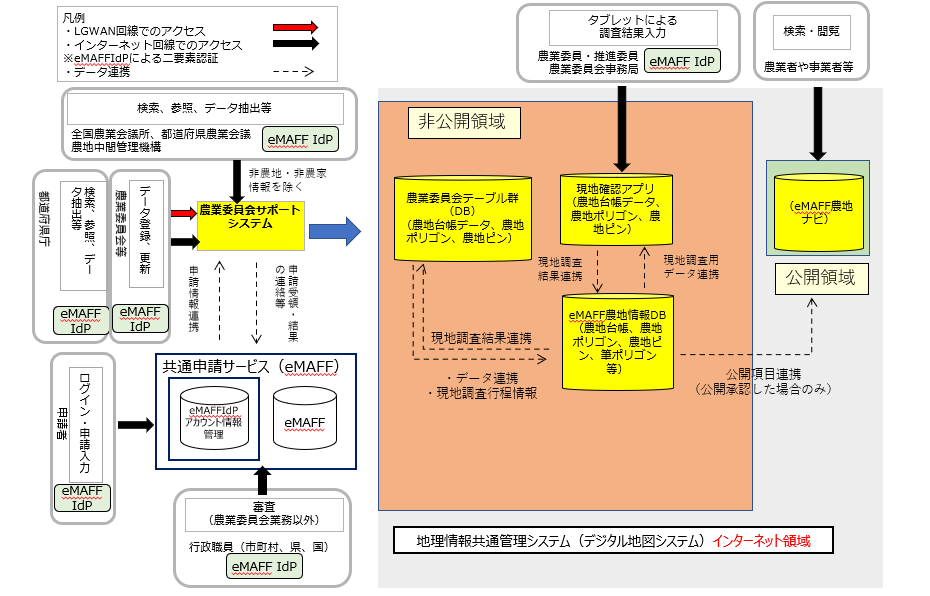 凡例
・LGWAN回線でのアクセス
・インターネット回線でのアクセス
※eMAFFIdPによる二要素認証
・データ連携
検索、参照、データ抽出等
全国農業会議所、都道府県農業会議
農地中間管理機構
eMAFF IdP
タブレットによる
調査結果入力
農業委員・推進委員
農業委員会事務局
eMAFF IdP
検索・閲覧
農業者や事業者等
非農地・非農家
情報を除く
都道府県庁
検索、参照、デー
タ抽出等
eMAFF
IdP
農業委員会等
データ登録、更新
eMAFF
IdP
農業委員会サポート
システム
申請情報連携
申請受領・結果
の連絡等
非公開領域
農業委員会テーブル群
（DB）
（農地台帳データ、農地
ポリゴン、農地ピン）
現地確認アプリ
（農地台帳データ、
農地ポリゴン、農
地ピン）
現地調査
結果連携
現地調査用
データ連携
eMAFF農地情報DB
（農地台帳、農地
ポリゴン、農地ピ
ン、筆ポリゴン
等）
現地調査結果連携
・データ連携
・現地調査行程情報
（eMAFF農地
ナビ）
公開領域
公開項目連携
（公開承認した場合のみ）
共通申請サービス（eMAFF）
eMAFFIdP
アカウント情報
管理
eMAFF
申請者
ログイン・申請入力
eMAFF
IdP
審査
（農業委員会業務以外）
行政職員（市町村、県、国）
eMAFF IdP
地理情報共通管理システム（デジタル地図システム）インターネット領域